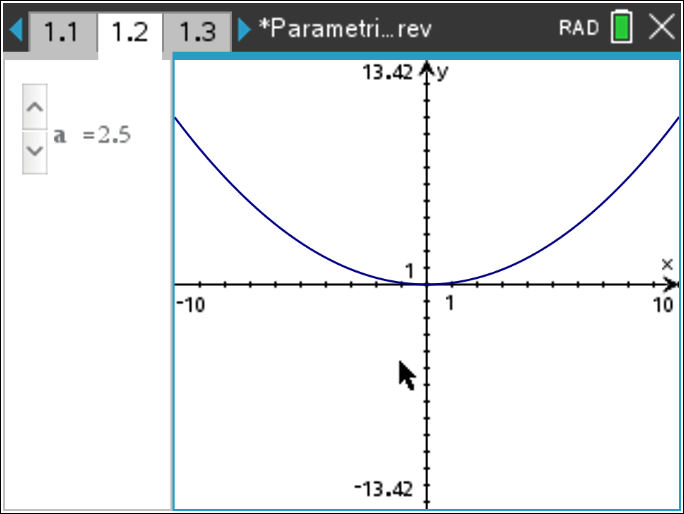 1.1 1.2 1.3 *Parametri...rev RAD
a =2.5
13.42 y
1
x
-10 1 10
-13.42